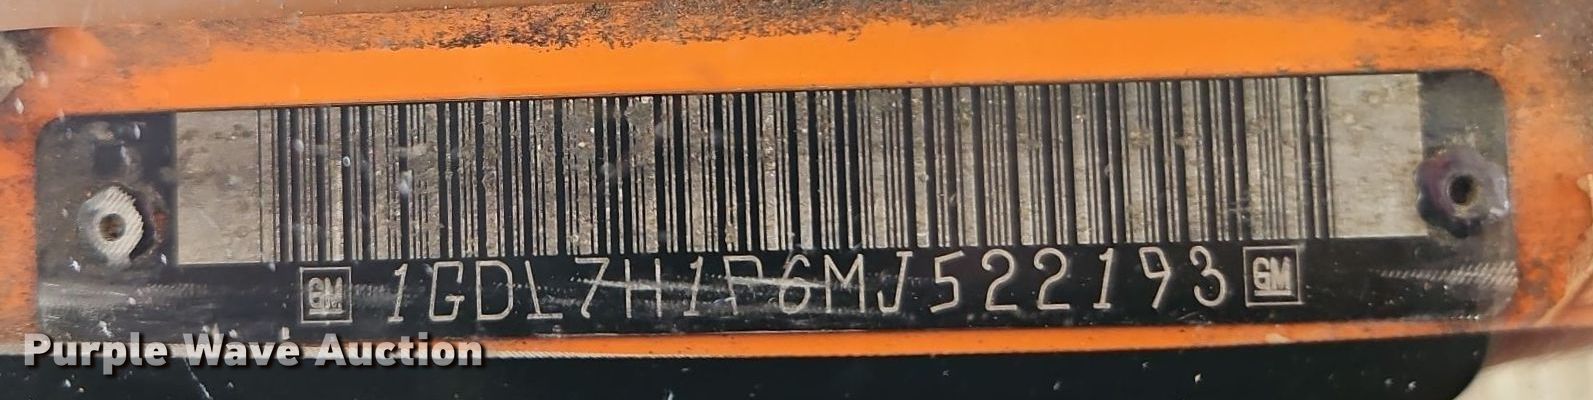 GM 1GDL7H1P6MJ522193 GM
Purple Wave Auction